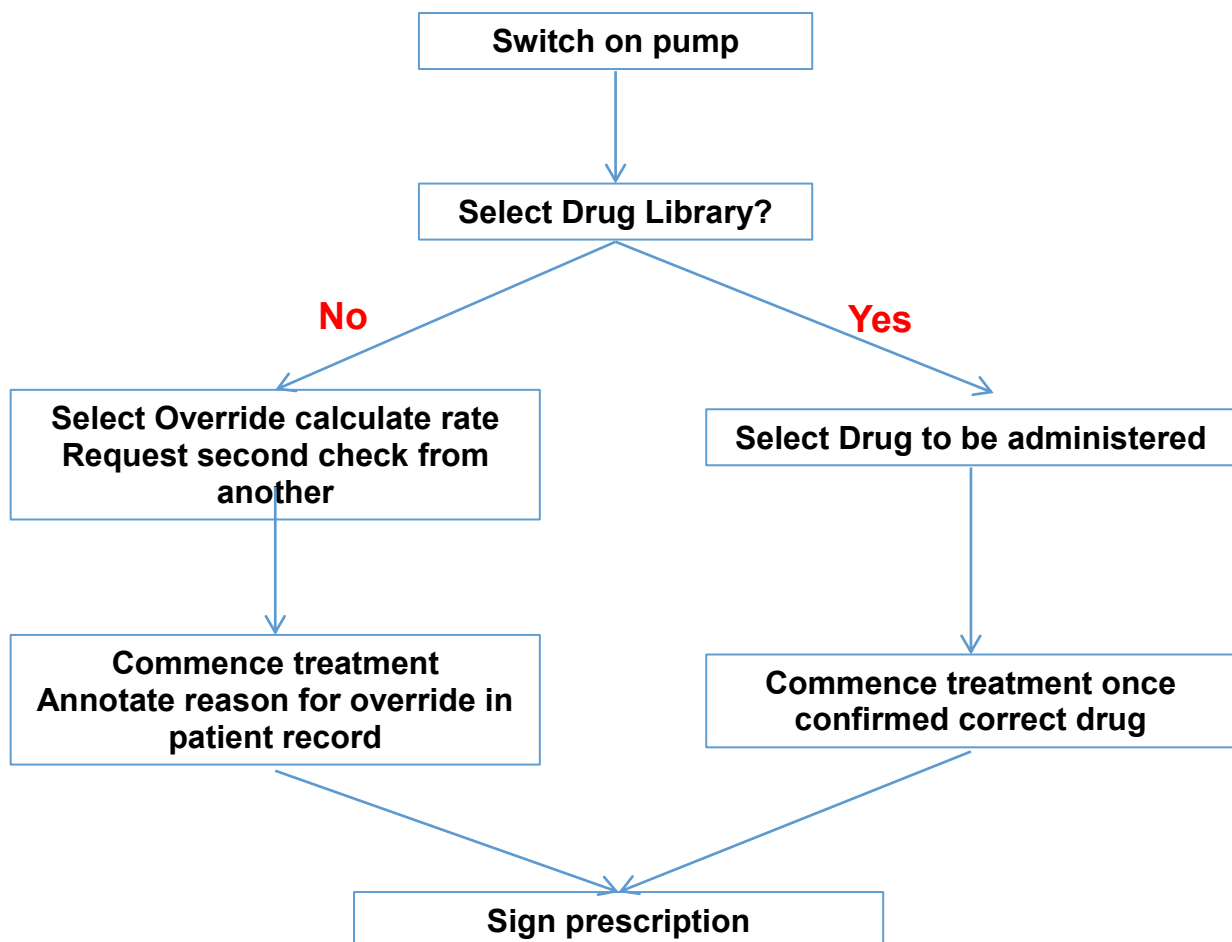 Switch on pump
Select Drug Library?
No
Yes
Select Override calculate rate
Request second check from
another
Select Drug to be administered
Commence treatment
Annotate reason for override in
patient record
Commence treatment once
confirmed correct drug
Sign prescription